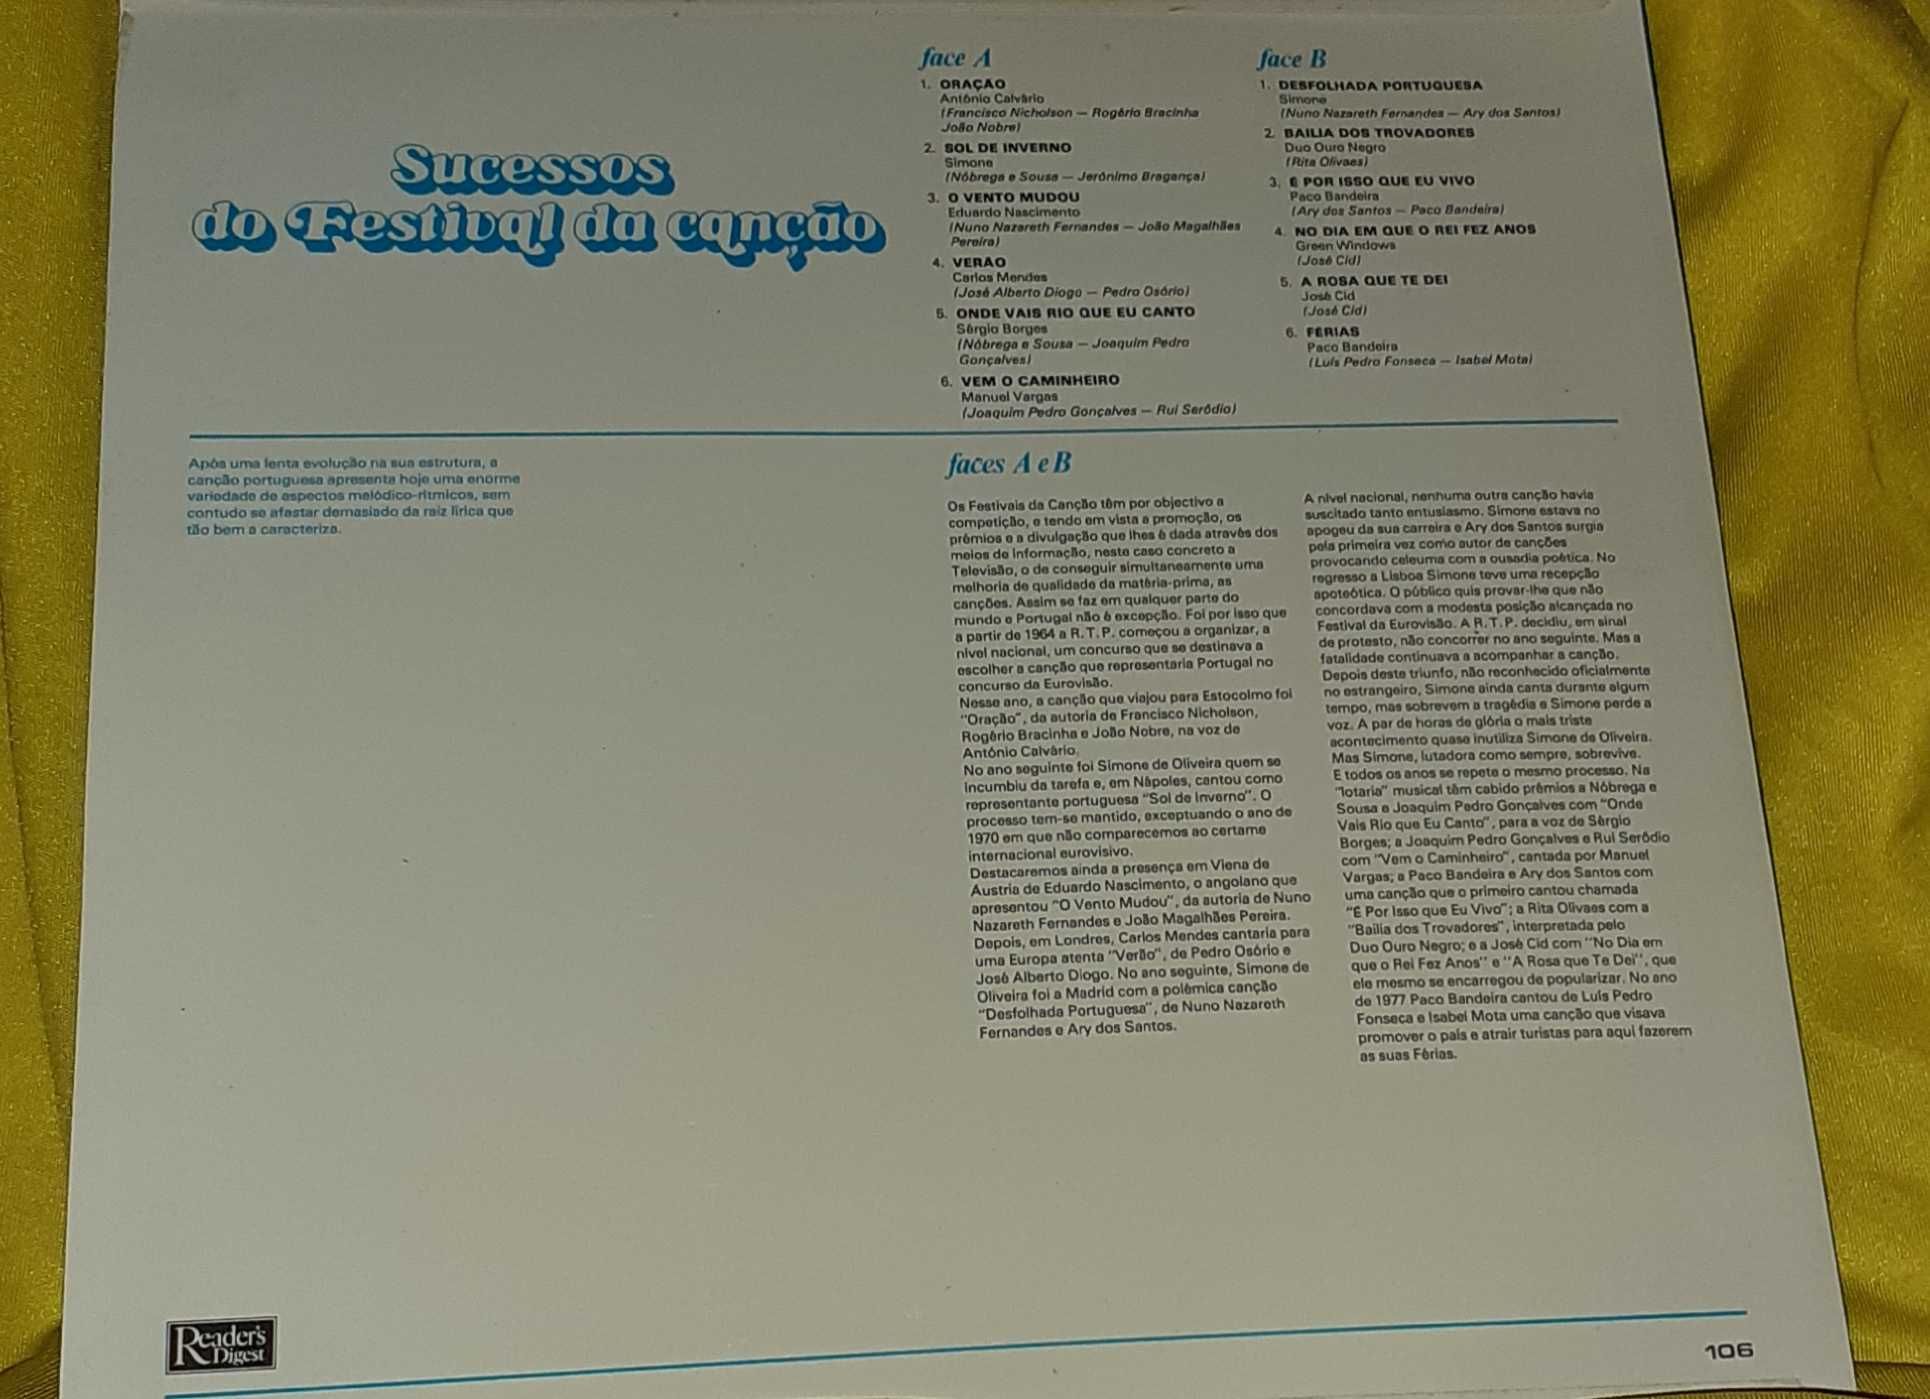 Sucessos
do Festival da canção
face A
1. ORAÇÃO
António Calvário
(Francisco Nicholson — Rogério Bracinha
João Nobre)
2. SOL DE INVERNO
Simone
(Nóbrega e Sousa — Jerónimo Bragança)
3. O VENTO MUDOU
Eduardo Nascimento
(Nuno Nazareth Fernandes — João Magalhães
Pereira)
4. VERÃO
Carlos Mendes
(José Alberto Diogo — Pedro Osório)
5. ONDE VAIS RIO QUE EU CANTO
Sérgio Borges
(Nóbrega e Sousa — Joaquim Pedro
Gonçalves)
6. VEM O CAMINHEIRO
Manuel Vargas
(Joaquim Pedro Gonçalves — Rui Serôdio)
face B
1. DESFOLHADA PORTUGUESA
Simone
(Nuno Nazareth Fernandes — Ary dos Santos)
2. BAILIA DOS TROVADORES
Duo Ouro Negro
(Rita Olivaes)
3. É POR ISSO QUE EU VIVO
Paco Bandeira
(Ary dos Santos — Paco Bandeira)
4. NO DIA EM QUE O REI FEZ ANOS
Green Windows
(José Cid)
5. A ROSA QUE TE DEI
José Cid
(José Cid)
6. FÉRIAS
Paco Bandeira
(Luís Pedro Fonseca — Isabel Mota)
Após uma lenta evolução na sua estrutura, a
canção portuguesa apresenta hoje uma enorme
variedade de aspectos melódico-rítmicos, sem
contudo se afastar demasiado da raiz lírica que
tão bem a caracteriza.
faces A e B
Os Festivais da Canção têm por objectivo a
competição, e tendo em vista a promoção, os
prémios e a divulgação que lhes é dada através dos
meios de informação, neste caso concreto a
Televisão, o de conseguir simultaneamente uma
melhoria de qualidade da matéria-prima, as
canções. Assim se faz em qualquer parte do
mundo e Portugal não é excepção. Foi por isso que
a partir de 1964 a R. T. P. começou a organizar, a
nível nacional, um concurso que se destinava a
escolher a canção que representaria Portugal no
concurso da Eurovisão.
Nesse ano, a canção que viajou para Estocolmo foi
"Oração", da autoria de Francisco Nicholson,
Rogério Bracinha e João Nobre, na voz de
António Calvário.
No ano seguinte foi Simone de Oliveira quem se
incumbiu da tarefa e, em Nápoles, cantou como
representante portuguesa "Sol de Inverno". O
processo tem-se mantido, exceptuando o ano de
1970 em que não comparecemos ao certame
internacional eurovisivo.
Destacaremos ainda a presença em Viena de
Áustria de Eduardo Nascimento, o angolano que
apresentou "O Vento Mudou", da autoria de Nuno
Nazareth Fernandes e João Magalhães Pereira.
Depois, em Londres, Carlos Mendes cantaria para
uma Europa atenta "Verão", de Pedro Osório e
José Alberto Diogo. No ano seguinte, Simone de
Oliveira foi a Madrid com a polémica canção
"Desfolhada Portuguesa", de Nuno Nazareth
Fernandes e Ary dos Santos.
A nível nacional, nenhuma outra canção havia
suscitado tanto entusiasmo. Simone estava no
apogeu da sua carreira e Ary dos Santos surgia
pela primeira vez como autor de canções
provocando celeuma com a ousadia poética. No
regresso a Lisboa Simone teve uma recepção
apoteótica. O público quis provar-lhe que não
concordava com a modesta posição alcançada no
Festival da Eurovisão. A R. T. P. decidiu, em sinal
de protesto, não concorrer no ano seguinte. Mas a
fatalidade continuava a acompanhar a canção.
Depois deste triunfo, não reconhecido oficialmente
no estrangeiro, Simone ainda canta durante algum
tempo, mas sobrevem a tragédia e Simone perde a
voz. A par de horas de glória o mais triste
acontecimento quase inutiliza Simone de Oliveira.
Mas Simone, lutadora como sempre, sobrevive.
E todos os anos se repete o mesmo processo. Na
"lotaria" musical têm cabido prémios a Nóbrega e
Sousa e Joaquim Pedro Gonçalves com "Onde
Vais Rio que Eu Canto", para a voz de Sérgio
Borges; a Joaquim Pedro Gonçalves e Rui Serôdio
com "Vem o Caminheiro", cantada por Manuel
Vargas; a Paco Bandeira e Ary dos Santos com
uma canção que o primeiro cantou chamada
"É Por Isso que Eu Vivo"; a Rita Olivaes com a
"Bailia dos Trovadores", interpretada pelo
Duo Ouro Negro; e a José Cid com "No Dia em
que o Rei Fez Anos" e "A Rosa que Te Dei", que
ele mesmo se encarregou de popularizar. No ano
de 1977 Paco Bandeira cantou de Luís Pedro
Fonseca e Isabel Mota uma canção que visava
promover o país e atrair turistas para aqui fazerem
as suas Férias.
Reader's
Digest
106